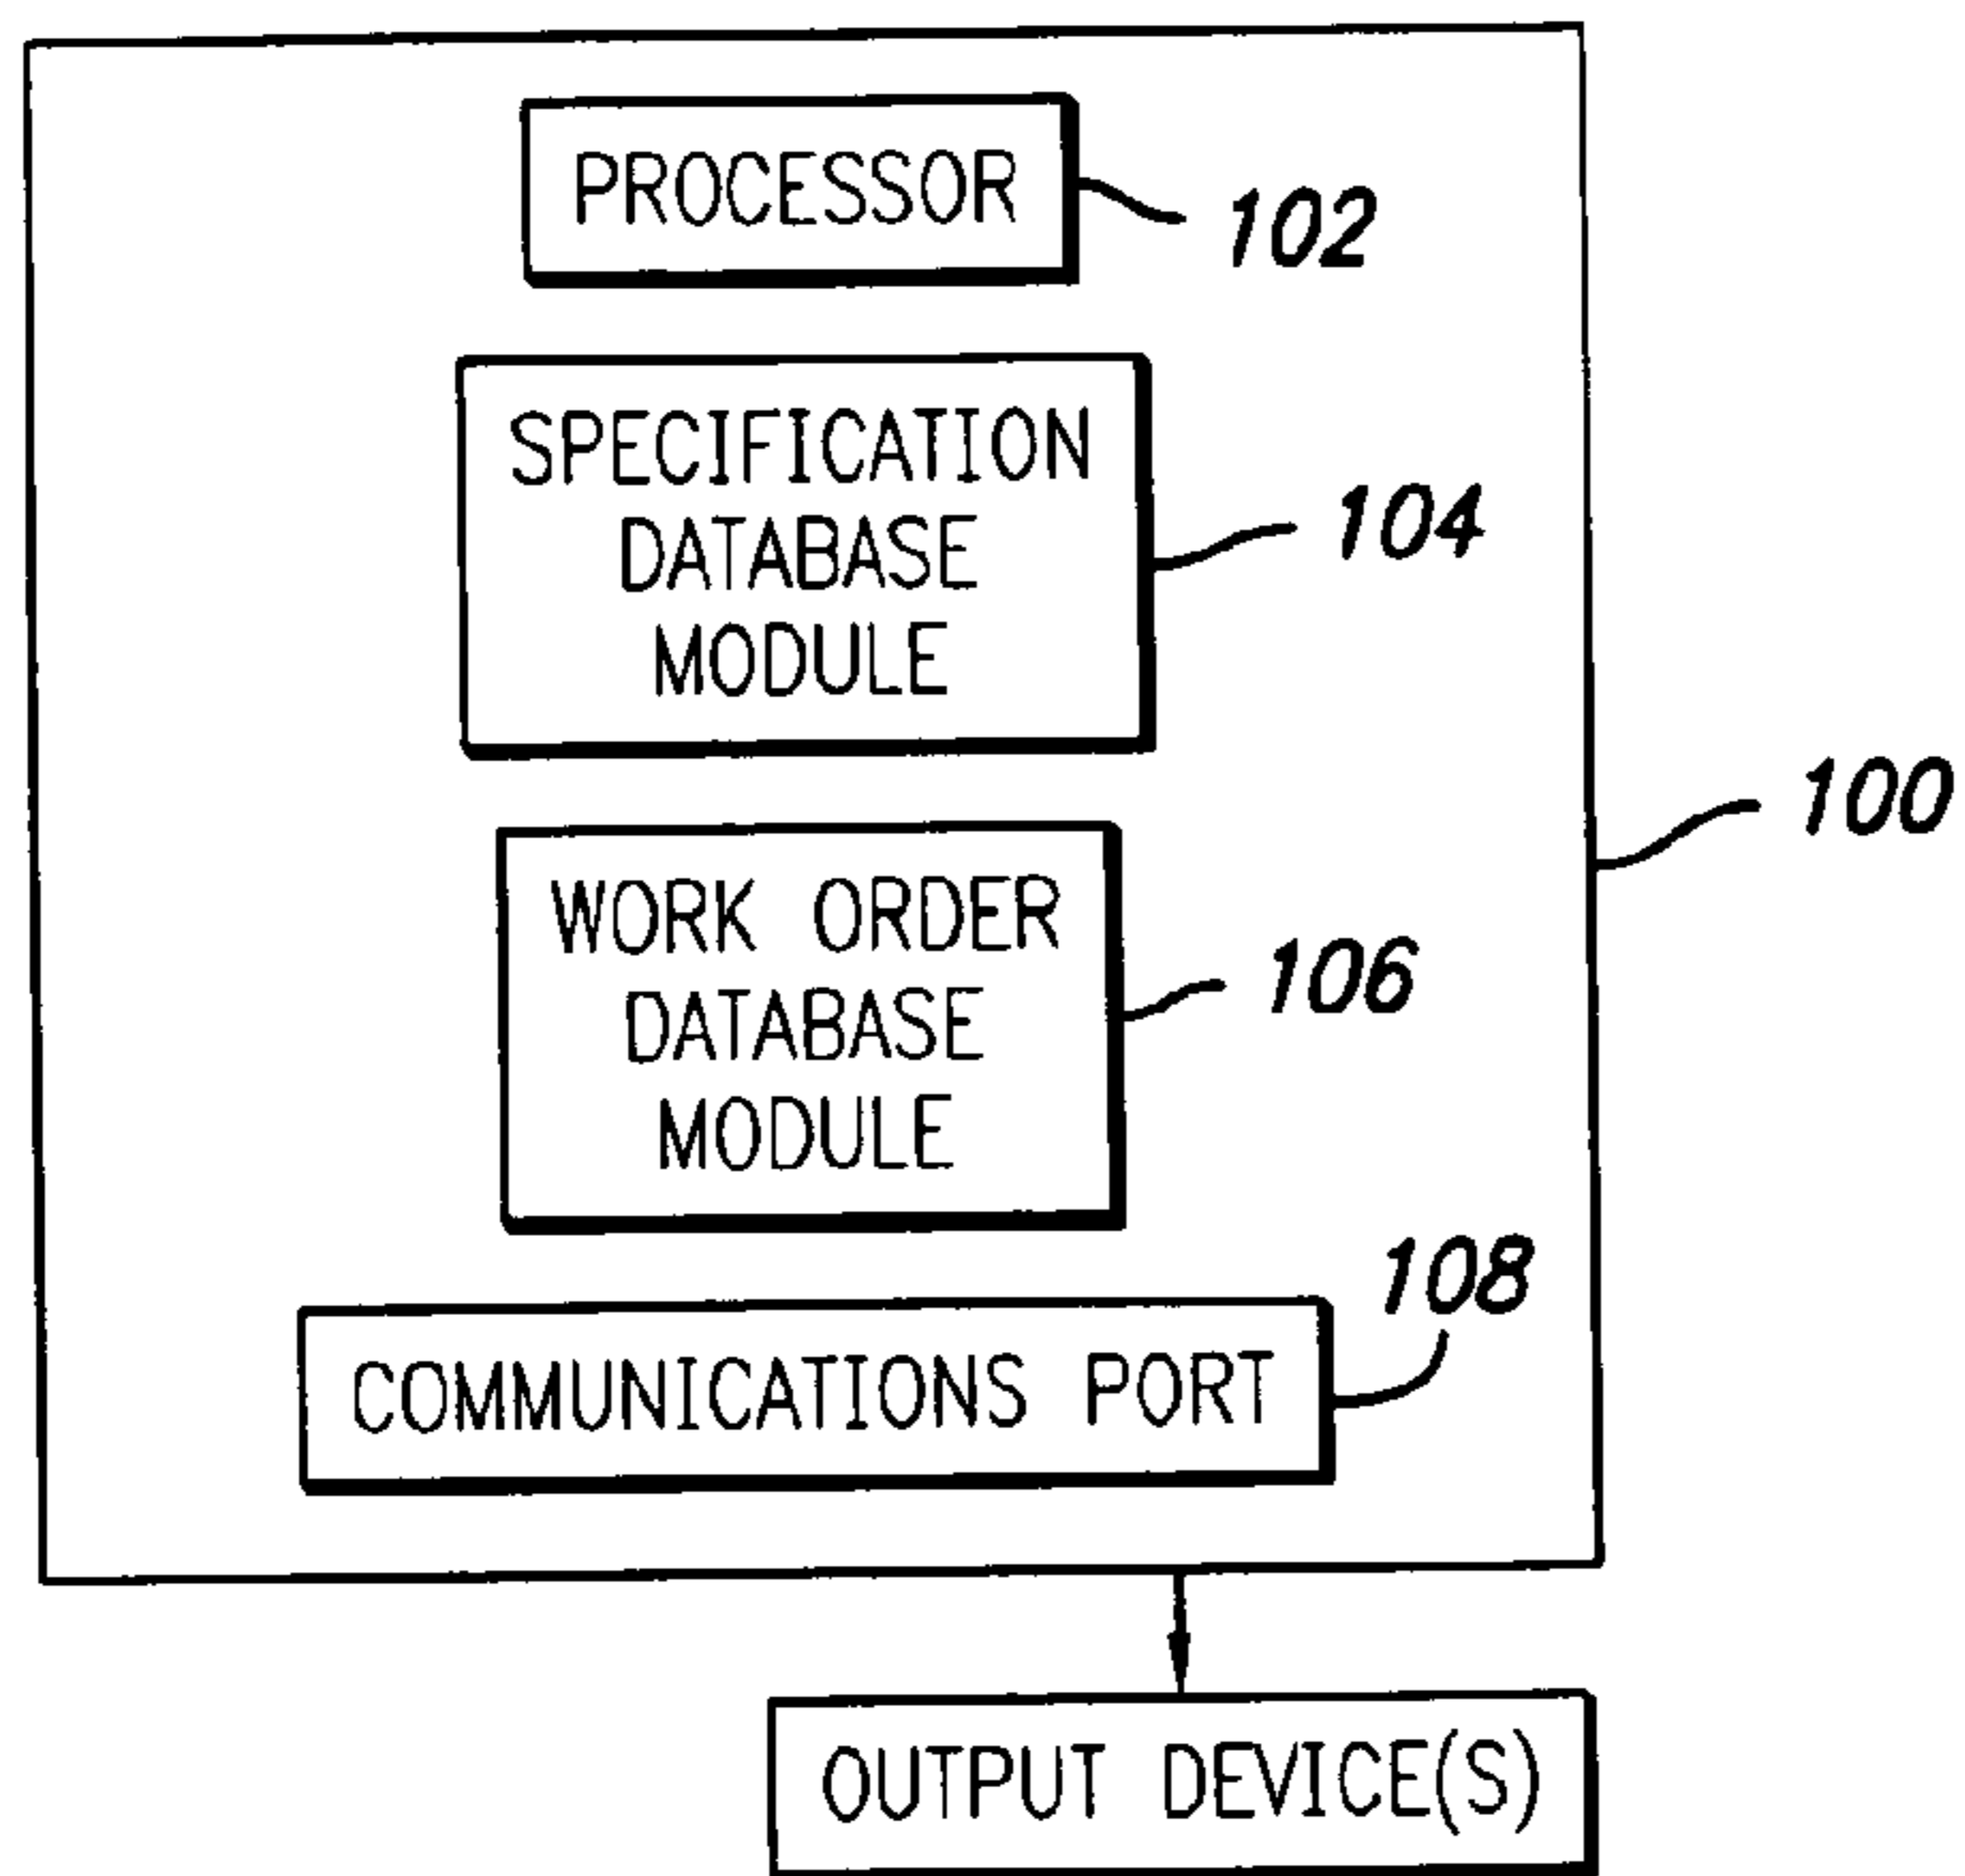 PROCESSOR
102
SPECIFICATION
DATABASE
MODULE
104
100
WORK ORDER
DATABASE
MODULE
106
108
COMMUNICATIONS PORT
OUTPUT DEVICE(S)